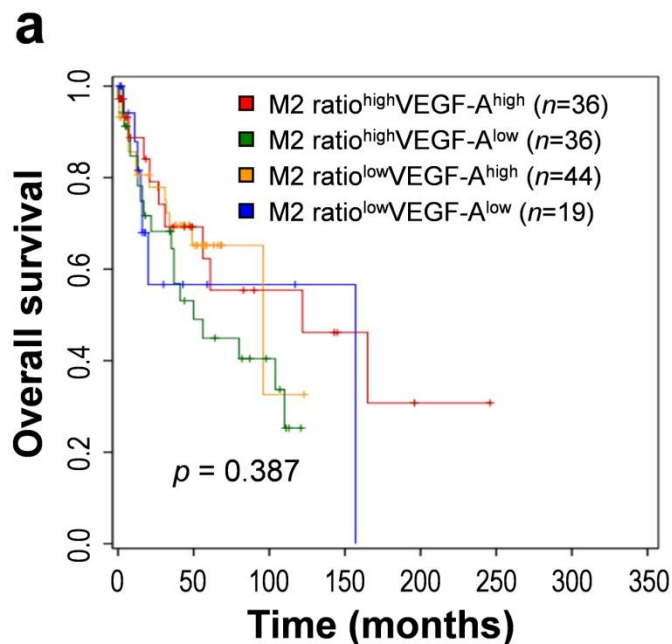 a
M2 ratiohighVEGF-Ahigh (n=36)
M2 ratiohighVEGF-Alow (n=36)
M2 ratiolowVEGF-Ahigh (n=44)
M2 ratiolowVEGF-Alow (n=19)
Overall survival
1.0
0.8
0.6
0.4
0.2
0.0
p = 0.387
0 50 100 150 200 250 300 350
Time (months)